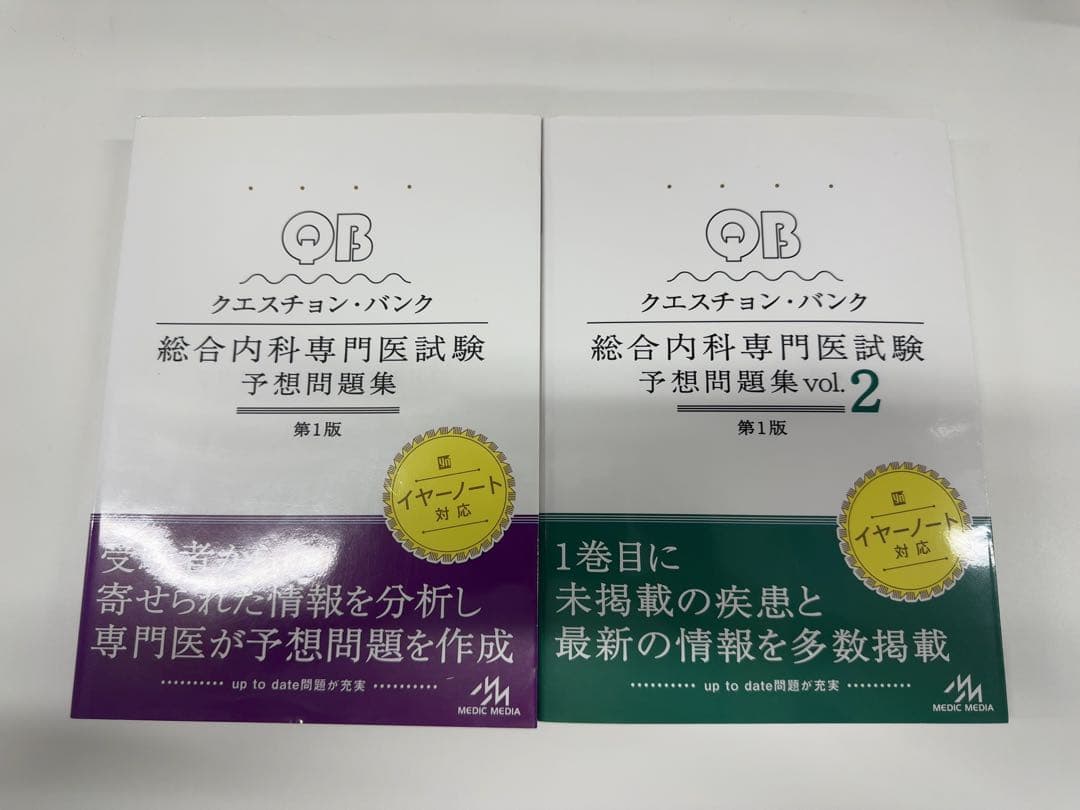 QB
クエスチョン・バンク
総合内科専門医試験
予想問題集
第1版
イヤーノート
対応
寄せられた情報を分析し
専門医が予想問題を作成
up to date問題が充実
MEDIC MEDIA
QB
クエスチョン・バンク
総合内科専門医試験
予想問題集 vol.2
第1版
イヤーノート
対応
1巻目に
未掲載の疾患と
最新の情報を多数掲載
up to date問題が充実
MEDIC MEDIA